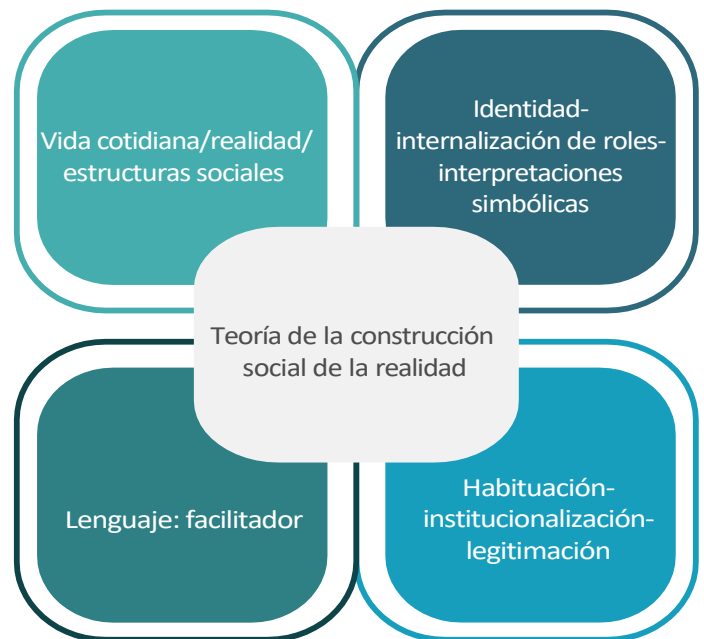 Vida cotidiana/realidad/
estructuras sociales
Identidad-
internalización de roles-
interpretaciones
simbólicas
Teoría de la construcción
social de la realidad
Lenguaje: facilitador
Habituación-
institucionalización-
legitimación